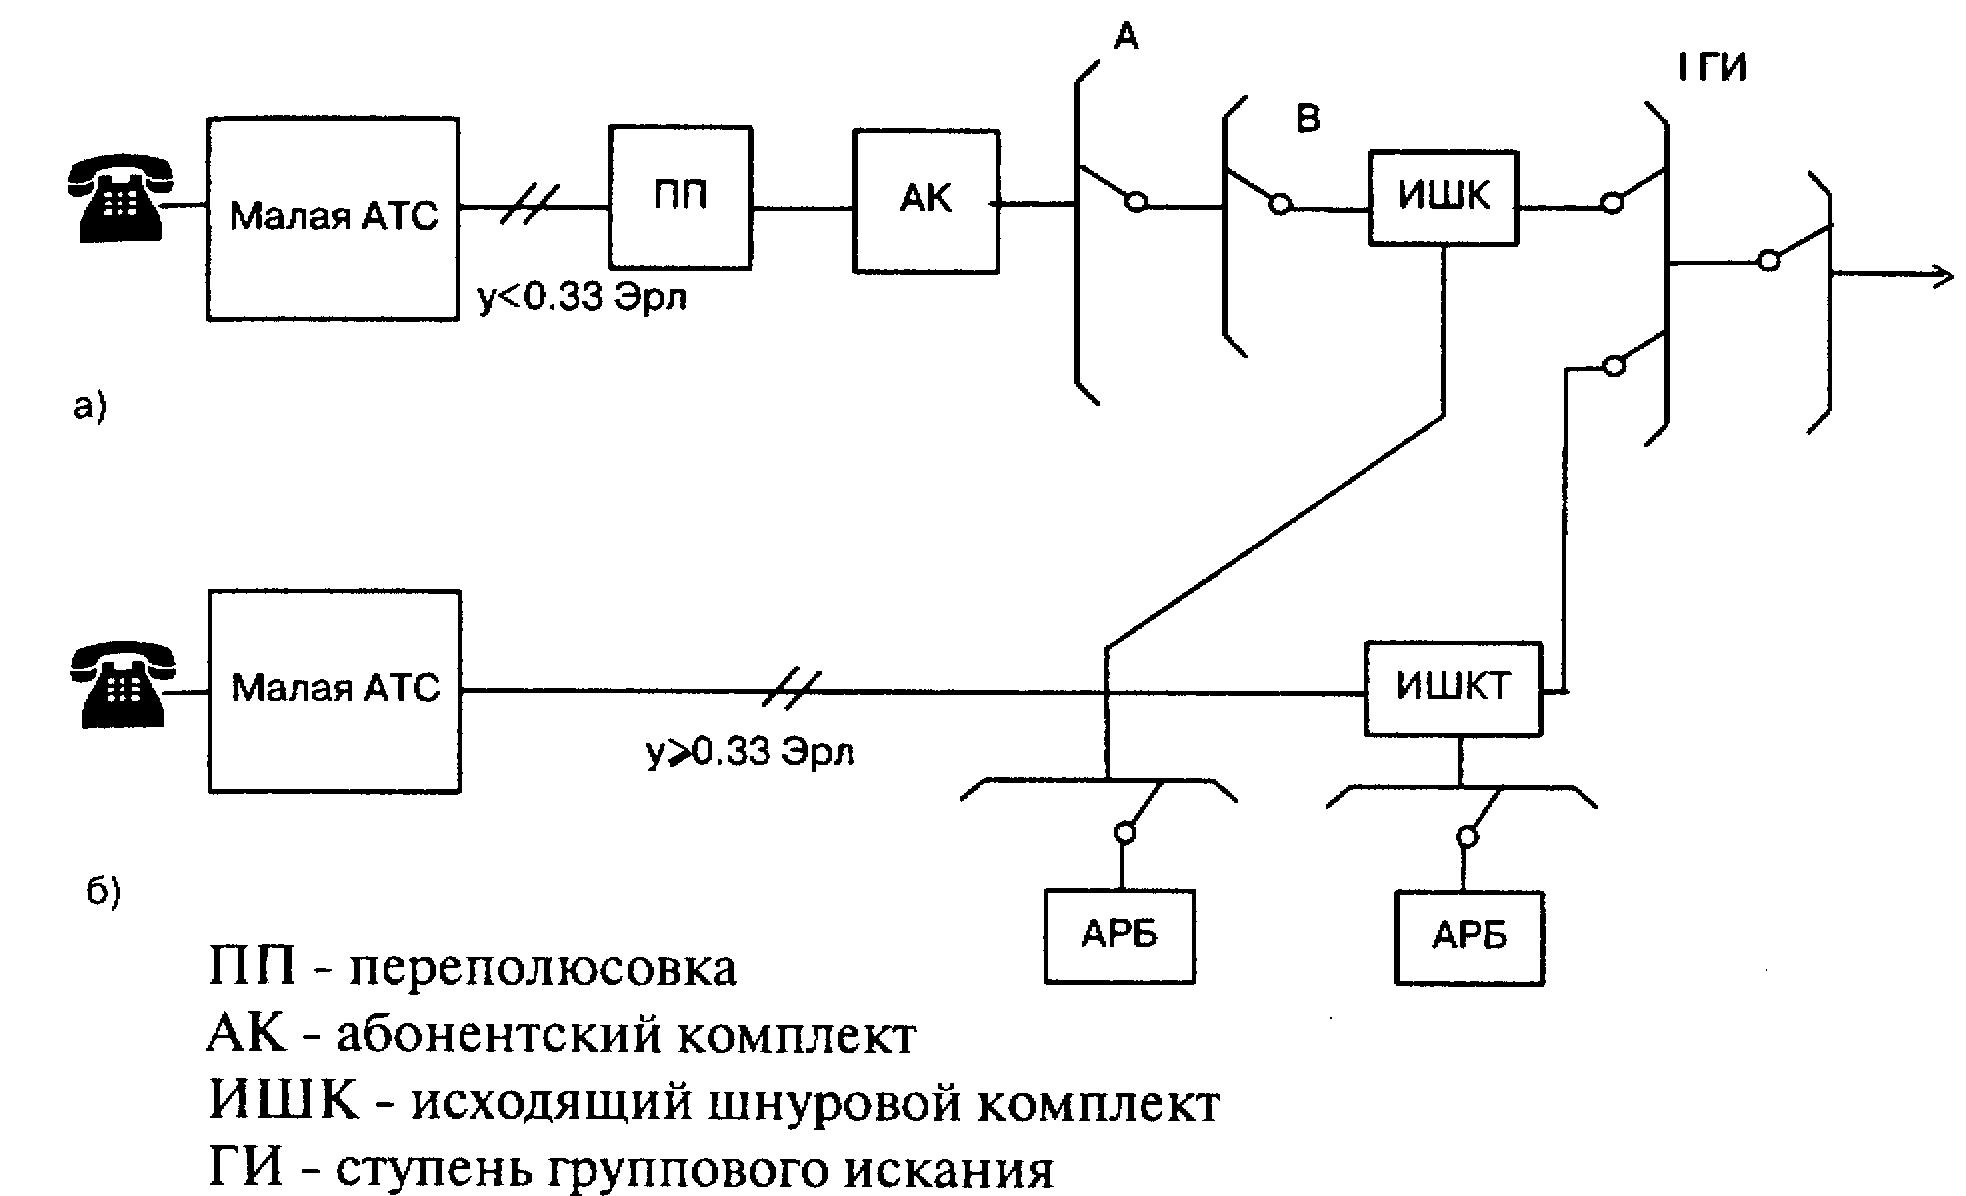 А
I ГИ
В
Малая АТС
ПП
АК
ИШК
y<0.33 Эрл
а)
Малая АТС
ИШКТ
y>0.33 Эрл
б)
АРБ
АРБ
ПП - переполюсовка
АК - абонентский комплект
ИШК - исходящий шнуровой комплект
ГИ - ступень группового искания